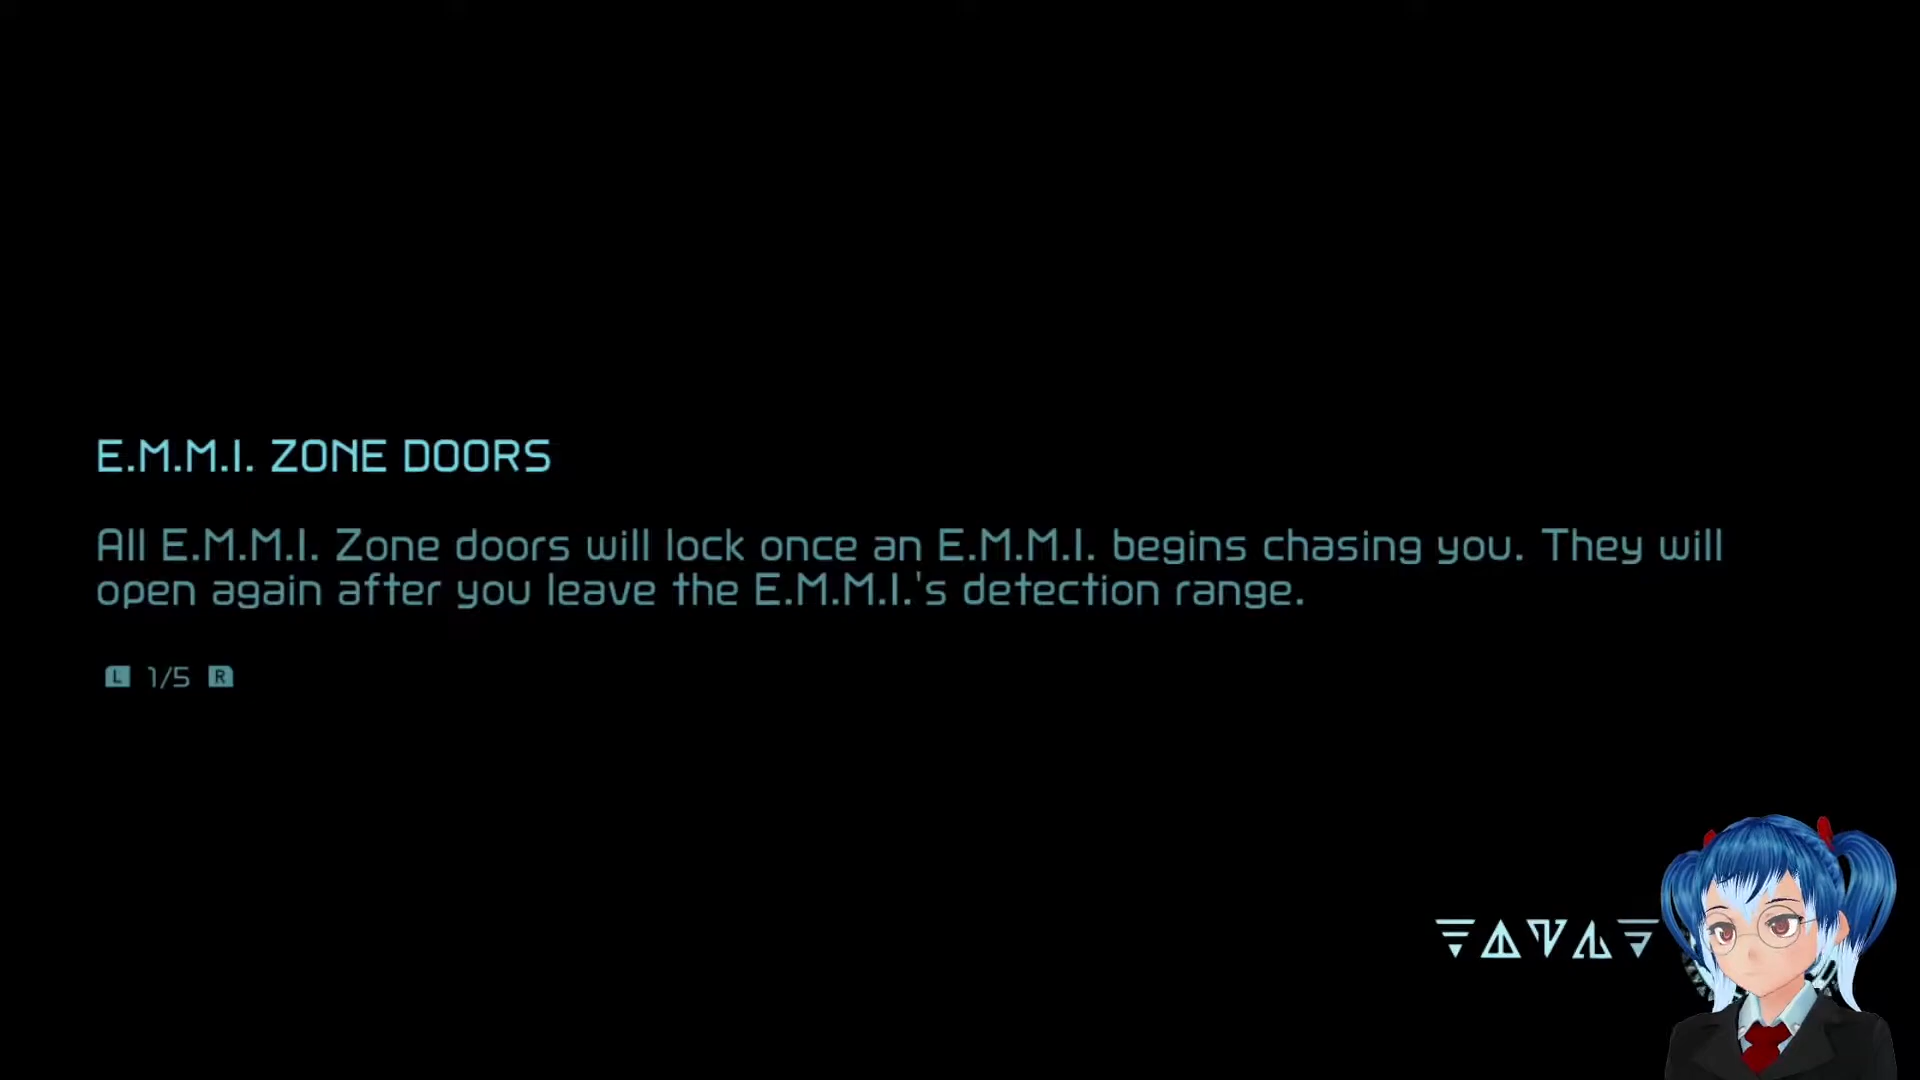 E.M.M.I. ZONE DOORS
All E.M.M.I. Zone doors will lock once an E.M.M.I. begins chasing you. They will
open again after you leave the E.M.M.I.'s detection range.
L 1/5 R